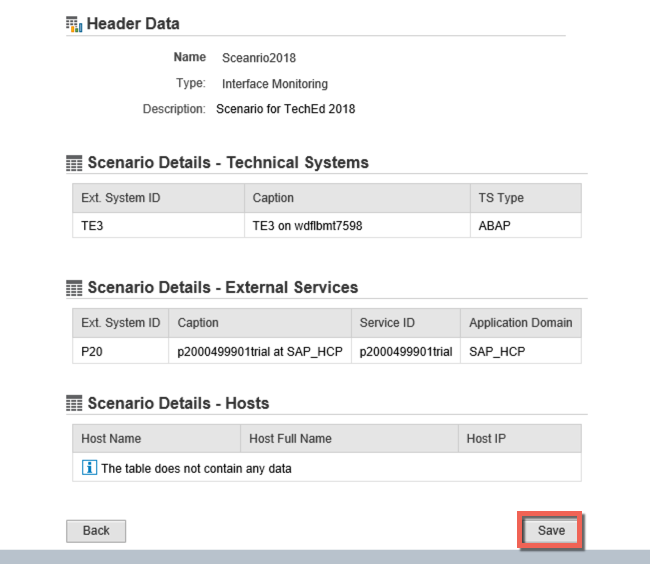 Header Data
Name Sceanrio2018
Type: Interface Monitoring
Description: Scenario for TechEd 2018
Scenario Details - Technical Systems
Ext. System ID Caption TS Type
TE3 TE3 on wdflbmt7598 ABAP
Scenario Details - External Services
Ext. System ID Caption Service ID Application Domain
P20 p2000499901trial at SAP_HCP p2000499901trial SAP_HCP
Scenario Details - Hosts
Host Name Host Full Name Host IP
The table does not contain any data
Back Save